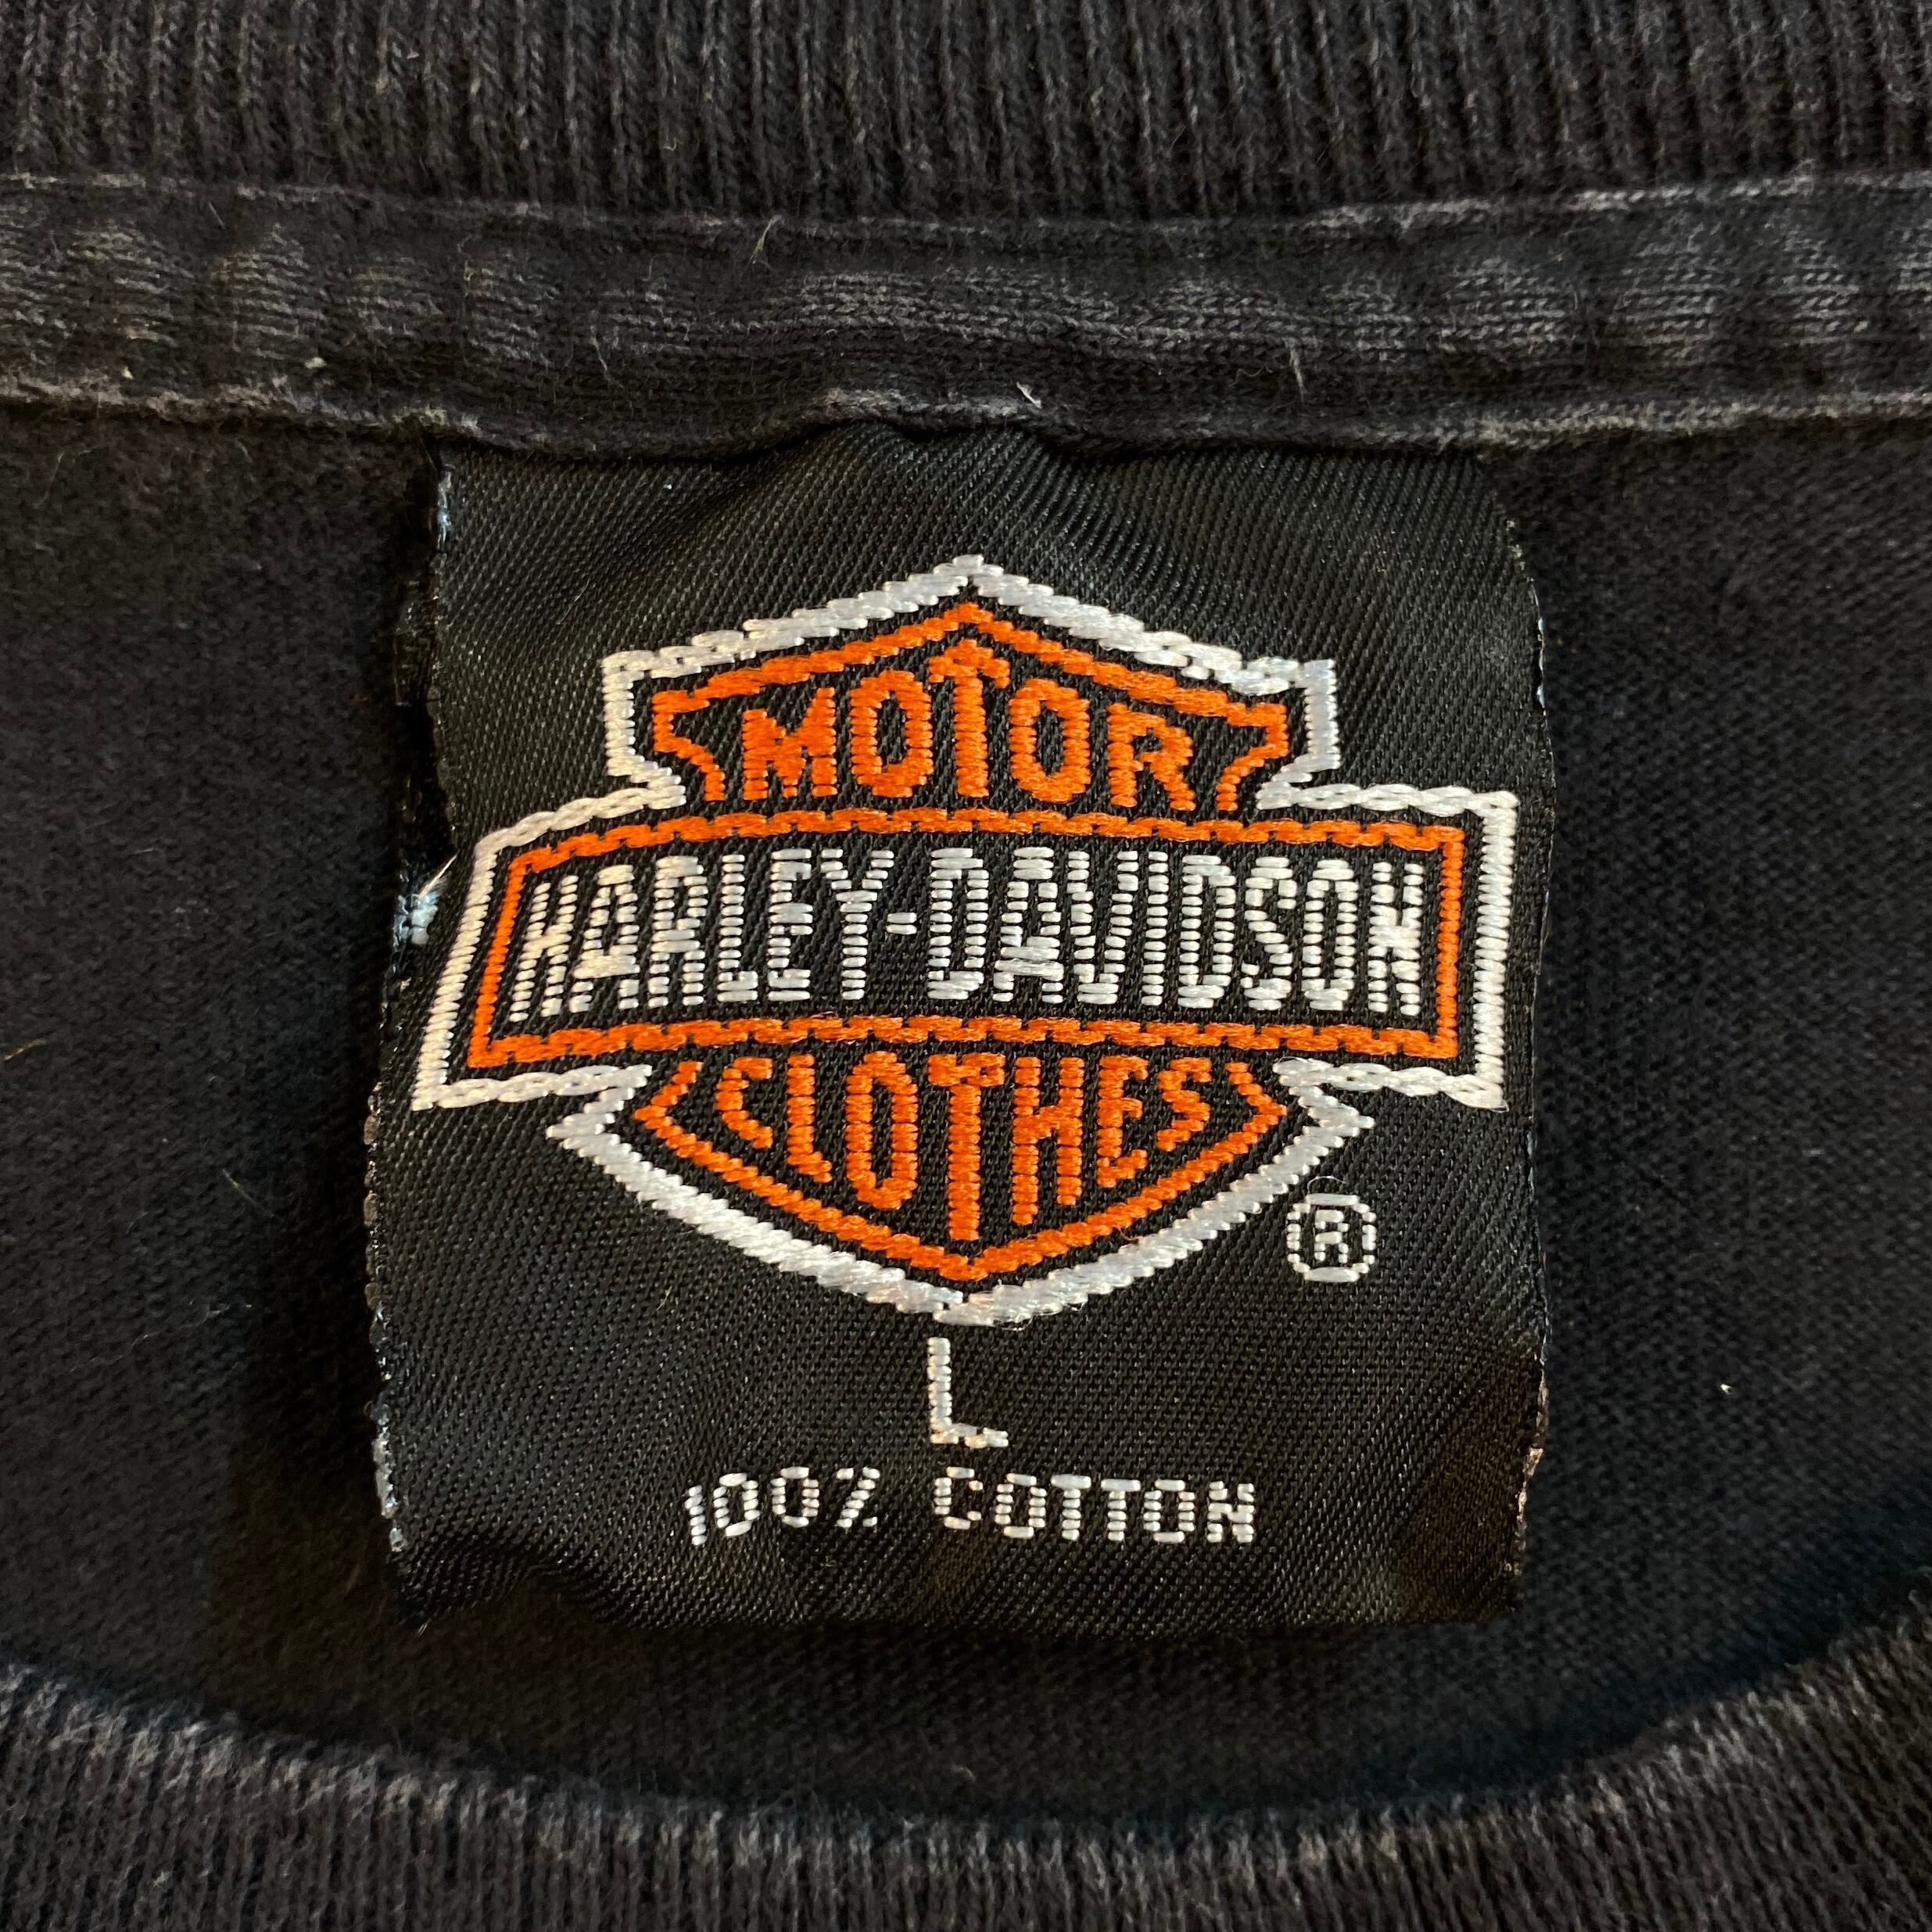 MOTOR
HARLEY-DAVIDSON
CLOTHES
®
L
100% COTTON